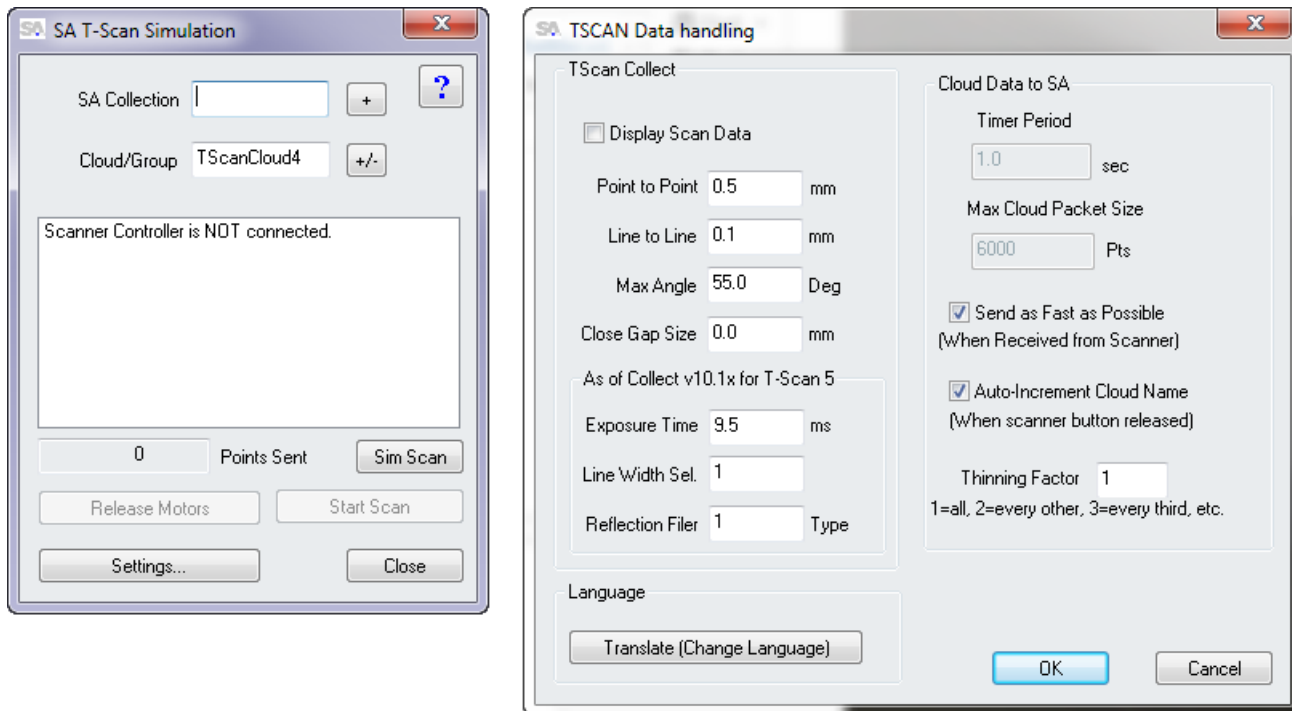 SA SA T-Scan Simulation
X
SA Collection
+
?
Cloud/Group TScanCloud4 +/-
Scanner Controller is NOT connected.
0 Points Sent Sim Scan
Release Motors Start Scan
Settings... Close
SA TSCAN Data handling
X
TScan Collect
Display Scan Data
Point to Point 0.5 mm
Line to Line 0.1 mm
Max Angle 55.0 Deg
Close Gap Size 0.0 mm
As of Collect v10.1x for T-Scan 5
Exposure Time 9.5 ms
Line Width Sel. 1
Reflection Filer 1 Type
Language
Translate (Change Language)
Cloud Data to SA
Timer Period
1.0 sec
Max Cloud Packet Size
6000 Pts
Send as Fast as Possible
(When Received from Scanner)
Auto-Increment Cloud Name
(When scanner button released)
Thinning Factor 1
1=all, 2=every other, 3=every third, etc.
OK Cancel